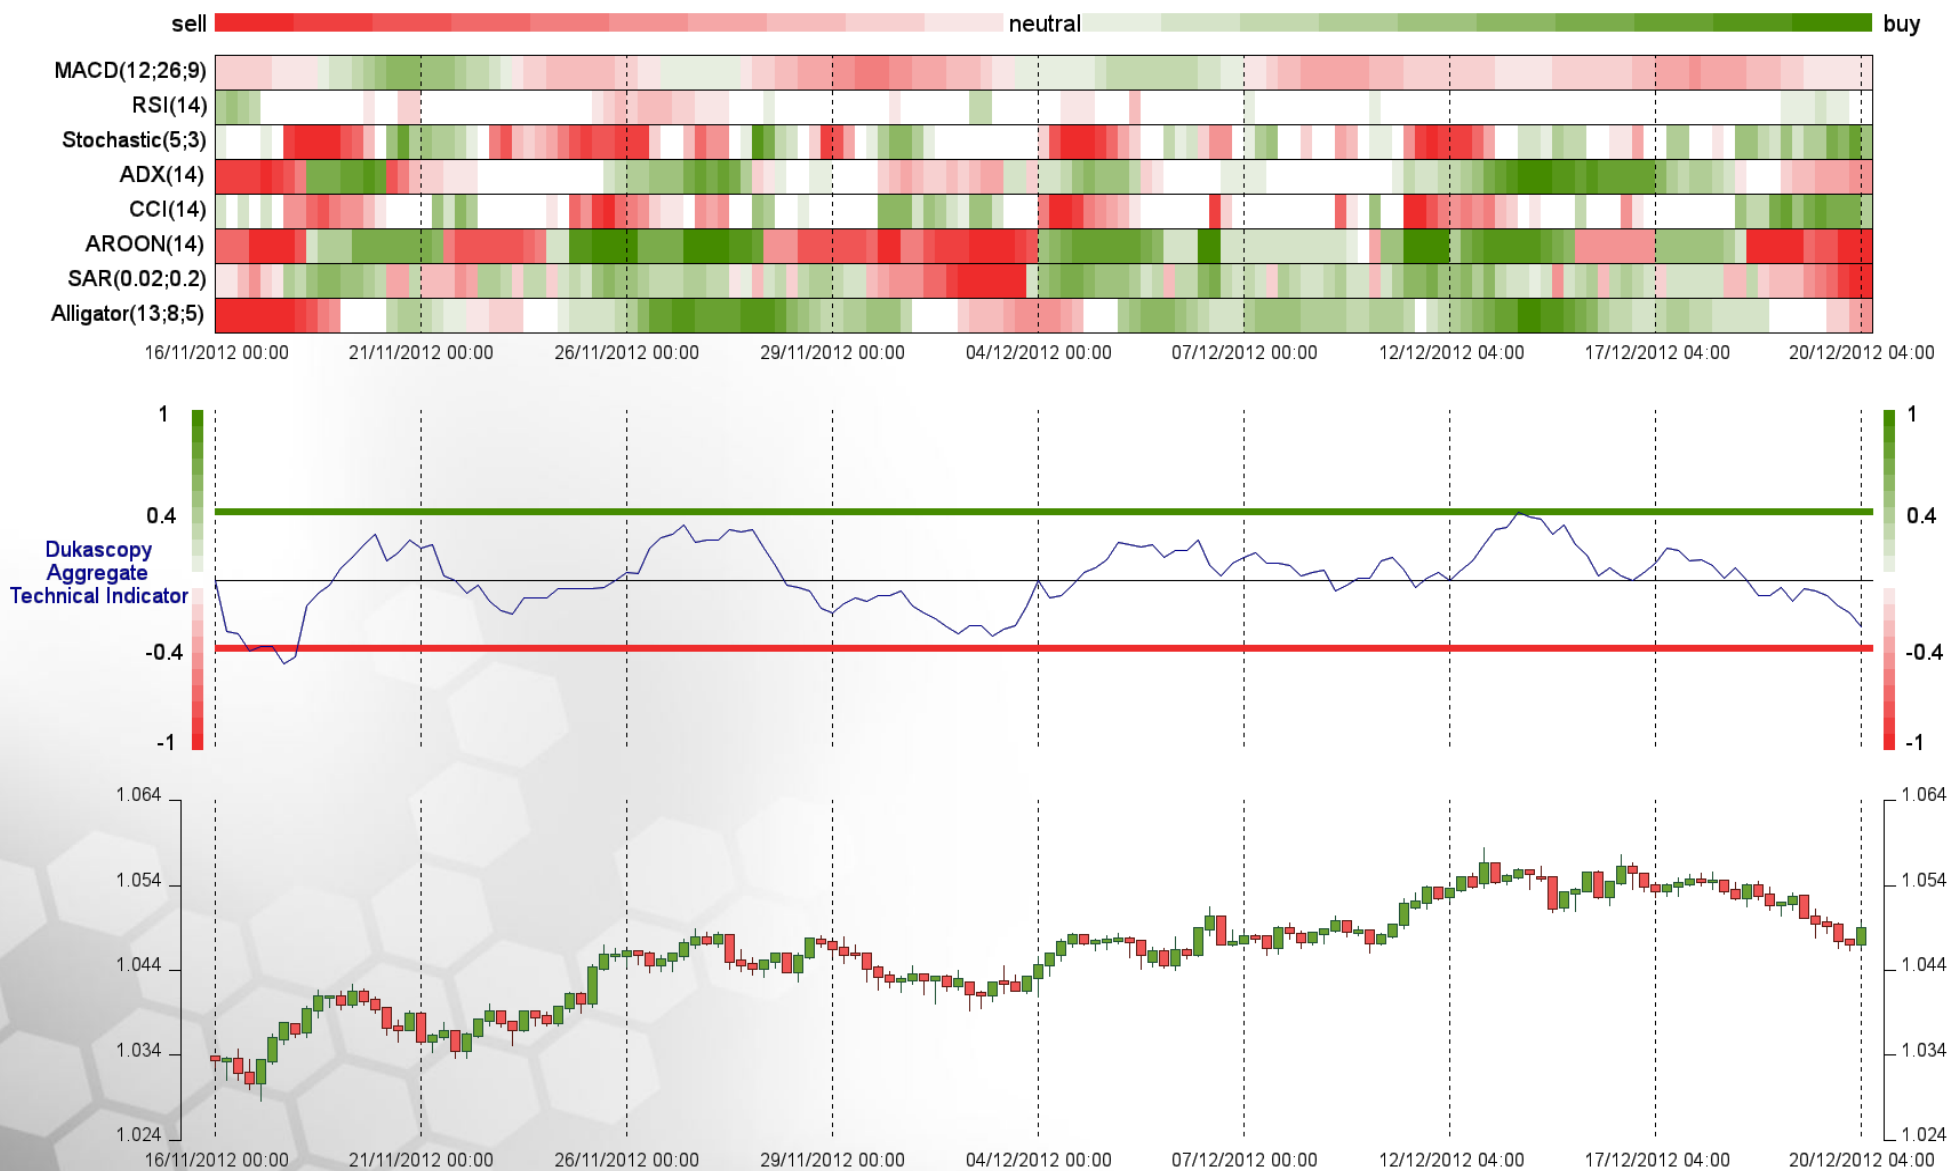 sell neutral buy
MACD(12;26;9)
RSI(14)
Stochastic(5;3)
ADX(14)
CCI(14)
AROON(14)
SAR(0.02;0.2)
Alligator(13;8;5)
16/11/2012 00:00 21/11/2012 00:00 26/11/2012 00:00 29/11/2012 00:00 04/12/2012 00:00 07/12/2012 00:00 12/12/2012 04:00 17/12/2012 04:00 20/12/2012 04:00
1 1
0.4 0.4
Dukascopy
Aggregate
Technical Indicator
-0.4 -0.4
-1 -1
1.064 1.064
1.054 1.054
1.044 1.044
1.034 1.034
1.024 1.024
16/11/2012 00:00 21/11/2012 00:00 26/11/2012 00:00 29/11/2012 00:00 04/12/2012 00:00 07/12/2012 00:00 12/12/2012 04:00 17/12/2012 04:00 20/12/2012 04:00